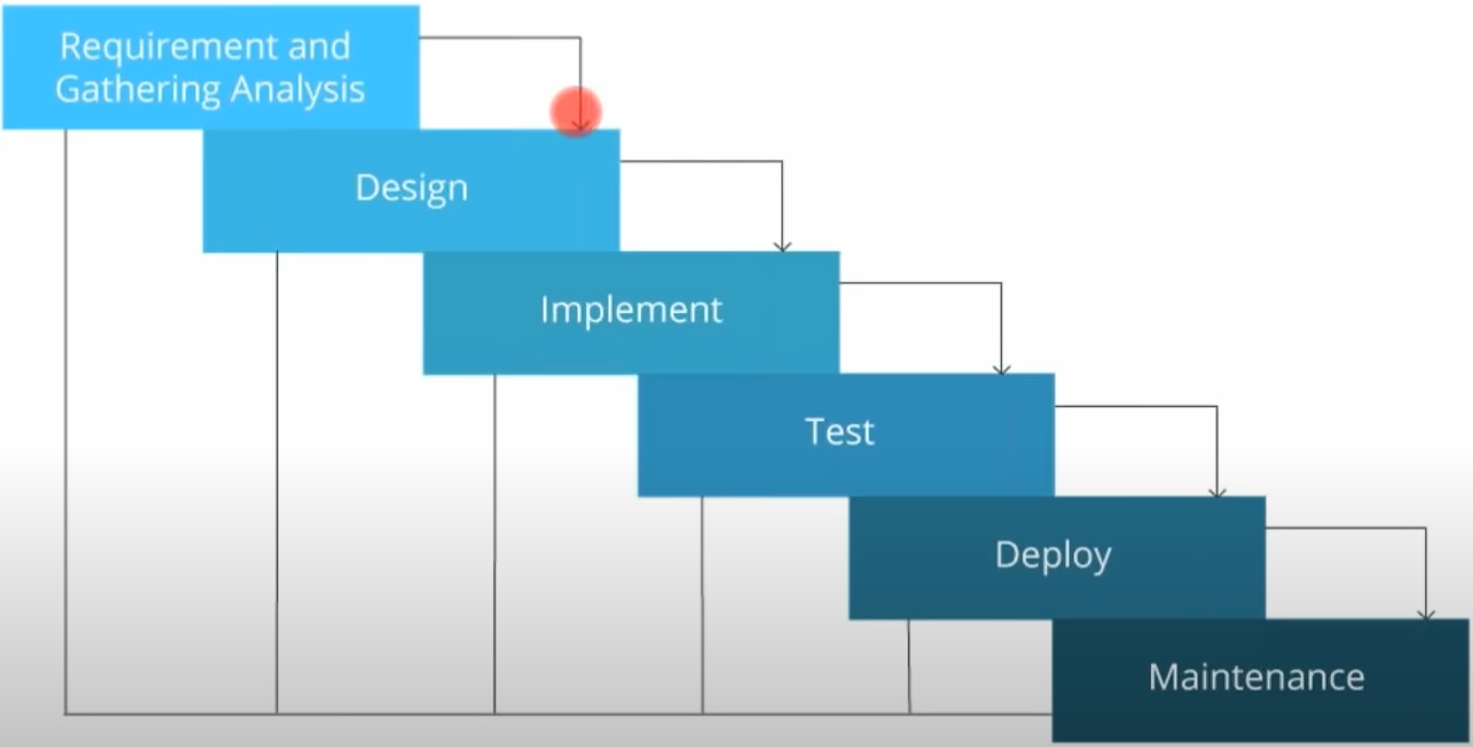 Requirement and
Gathering Analysis
Design
Implement
Test
Deploy
Maintenance